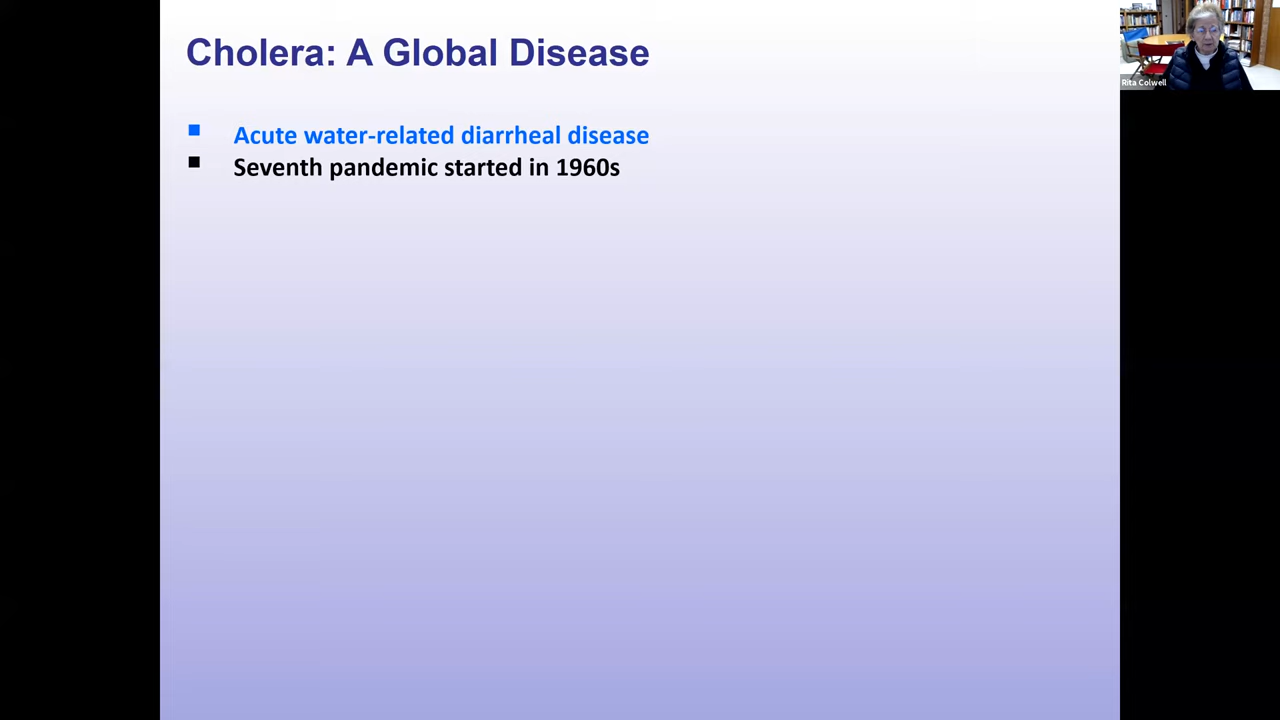 Cholera: A Global Disease
Acute water-related diarrheal disease
Seventh pandemic started in 1960s
Rita Colwell